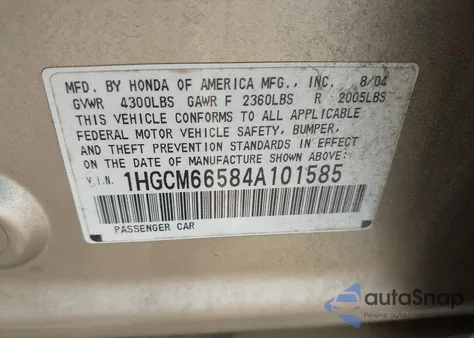 MFD. BY HONDA OF AMERICA MFG., INC. 8/04
GVWR 4300LBS GAWR F 2360LBS R 2005LBS
THIS VEHICLE CONFORMS TO ALL APPLICABLE
FEDERAL MOTOR VEHICLE SAFETY, BUMPER,
AND THEFT PREVENTION STANDARDS IN EFFECT
ON THE DATE OF MANUFACTURE SHOWN ABOVE.
V.I.N. 1HGCM66584A101585
PASSENGER CAR
autoSnap
Pewne auto z